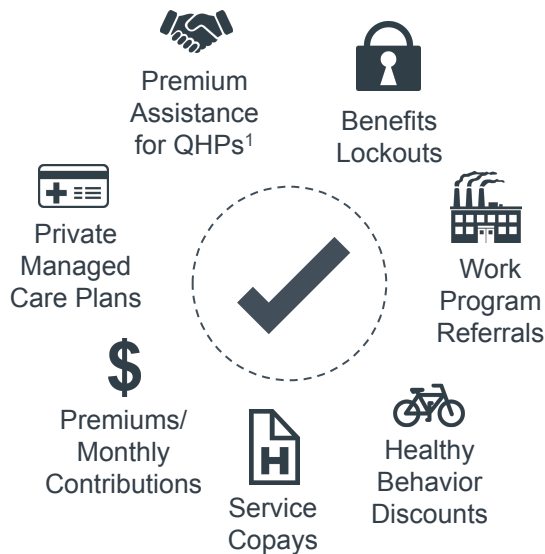 Premium
Assistance
for QHPs¹
Benefits
Lockouts
Private
Managed
Care Plans
Work
Program
Referrals
$
Premiums/
Monthly
Contributions
H
Service
Copays
Healthy
Behavior
Discounts